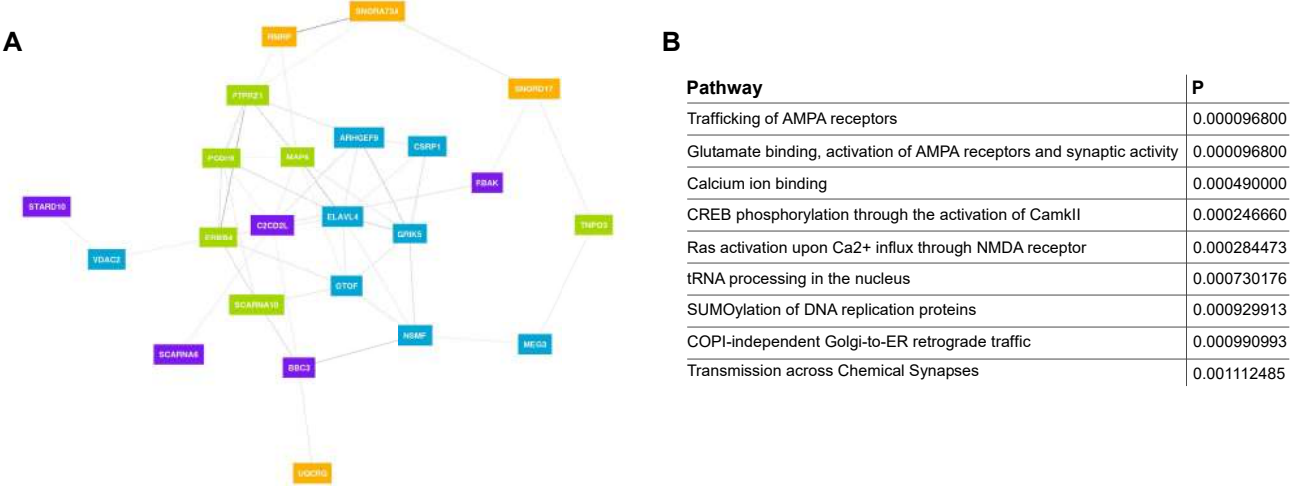 A
SNORA73A
RMRP
SNORD17
PTPRZ1
ARHGEF9
CSRP1
PCDH9
MAP6
RBAK
STARD10
C2CD2L
ELAVL4
GRIK5
TNPO3
ERBB4
VDAC2
OTOF
SCARNA10
NSMF
MEG3
SCARNA6
BBC3
UQCRQ
B
Pathway P
Trafficking of AMPA receptors 0.000096800
Glutamate binding, activation of AMPA receptors and synaptic activity 0.000096800
Calcium ion binding 0.000490000
CREB phosphorylation through the activation of CamkII 0.000246660
Ras activation upon Ca2+ influx through NMDA receptor 0.000284473
tRNA processing in the nucleus 0.000730176
SUMOylation of DNA replication proteins 0.000929913
COPI-independent Golgi-to-ER retrograde traffic 0.000990993
Transmission across Chemical Synapses 0.001112485